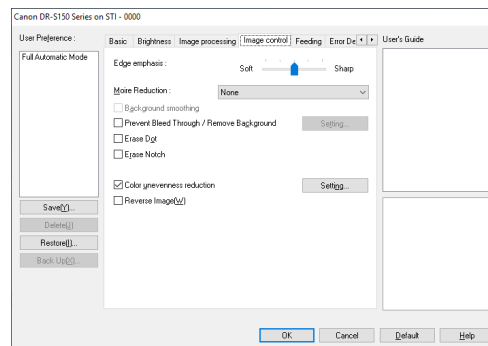 Canon DR-S150 Series on STI - 0000
User Preference :
Full Automatic Mode
Save[Y]...
Delete[J]
Restore[I]...
Basic
Brightness
Image processing
Image control
Feeding
Error De
User's Guide
Edge emphasis :
Soft
Sharp
Moire Reduction :
None
Background smoothing
Prevent Bleed Through / Remove Background
Setting...
Erase Dot
Erase Notch
Color unevenness reduction
Setting...
Reverse Image[W]
OK
Cancel
Default
Help